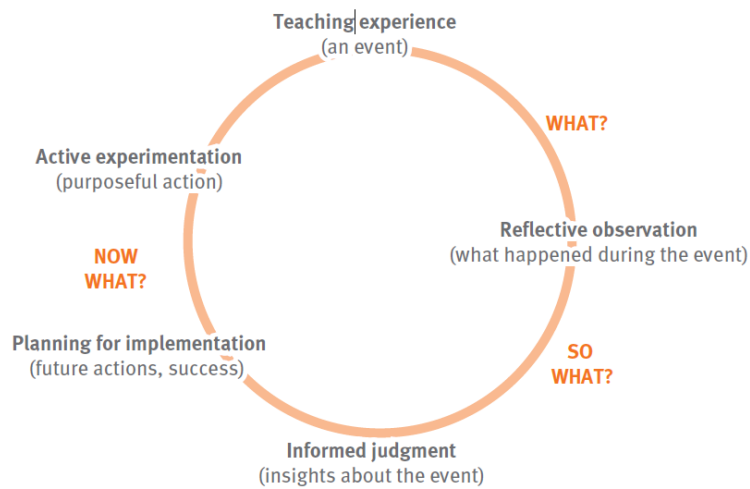 Teaching experience
(an event)
WHAT?
Active experimentation
(purposeful action)
Reflective observation
(what happened during the event)
NOW
WHAT?
Planning for implementation
(future actions, success)
SO
WHAT?
Informed judgment
(insights about the event)